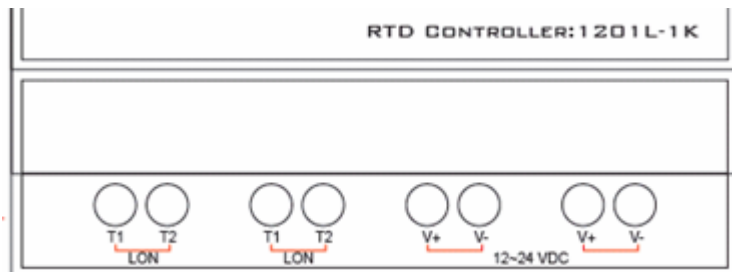 RTD CONTROLLER:1201L-1K
T1 T2 T1 T2 V+ V- V+ V-
LON LON 12~24 VDC